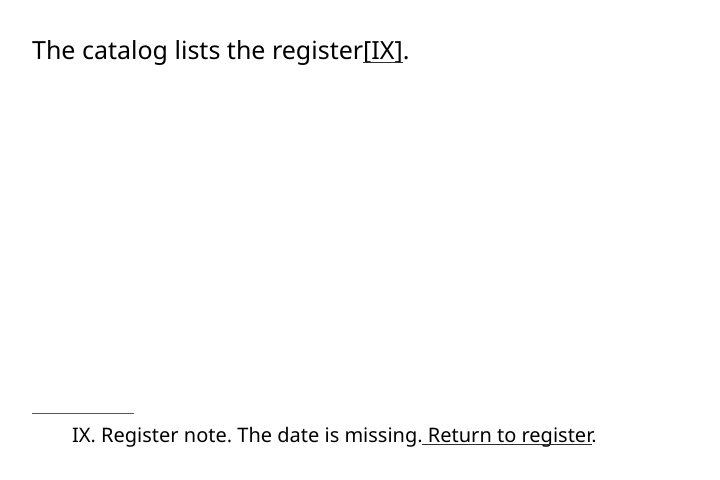 The catalog lists the register[IX].
IX. Register note. The date is missing. Return to register.